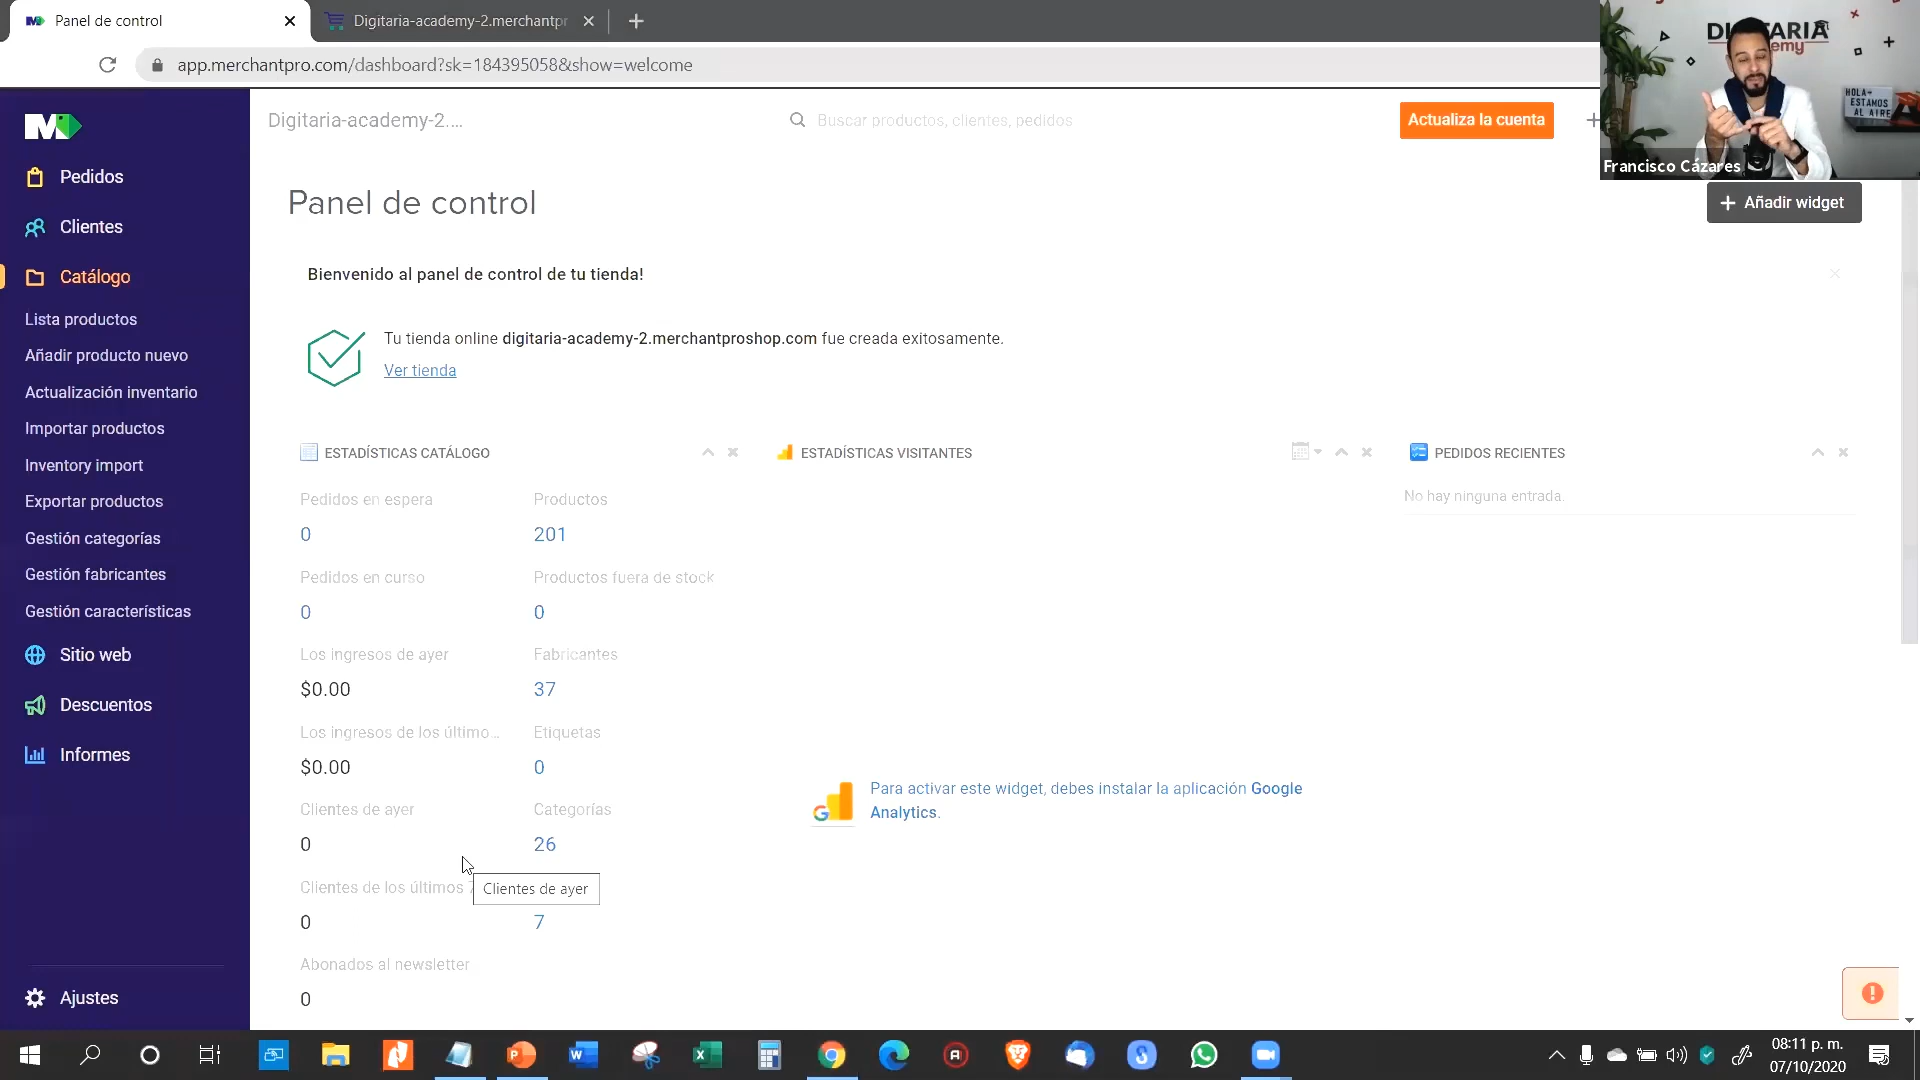 Panel de control
Digitaria-academy-2.merchantpr
app.merchantpro.com/dashboard?sk=184395058&show=welcome
DIGITARIA
HOLA
ESTAMOS
AL AIRE
Francisco Cázares
Digitaria-academy-2....
Buscar productos, clientes, pedidos
Actualiza la cuenta
Pedidos
Clientes
Catálogo
Lista productos
Añadir producto nuevo
Actualización inventario
Importar productos
Inventory import
Exportar productos
Gestión categorías
Gestión fabricantes
Gestión características
Sitio web
Descuentos
Informes
Ajustes
Panel de control
Añadir widget
Bienvenido al panel de control de tu tienda!
Tu tienda online digitaria-academy-2.merchantproshop.com fue creada exitosamente.
Ver tienda
ESTADÍSTICAS CATÁLOGO
Pedidos en espera
0
Productos
201
Pedidos en curso
0
Productos fuera de stock
0
Los ingresos de ayer
$0.00
Fabricantes
37
Los ingresos de los último...
$0.00
Etiquetas
0
Clientes de ayer
0
Categorías
26
Clientes de los últimos 7
0
Clientes de ayer
7
Abonados al newsletter
0
ESTADÍSTICAS VISITANTES
Para activar este widget, debes instalar la aplicación Google
Analytics.
PEDIDOS RECIENTES
No hay ninguna entrada.
08:11 p. m.
07/10/2020